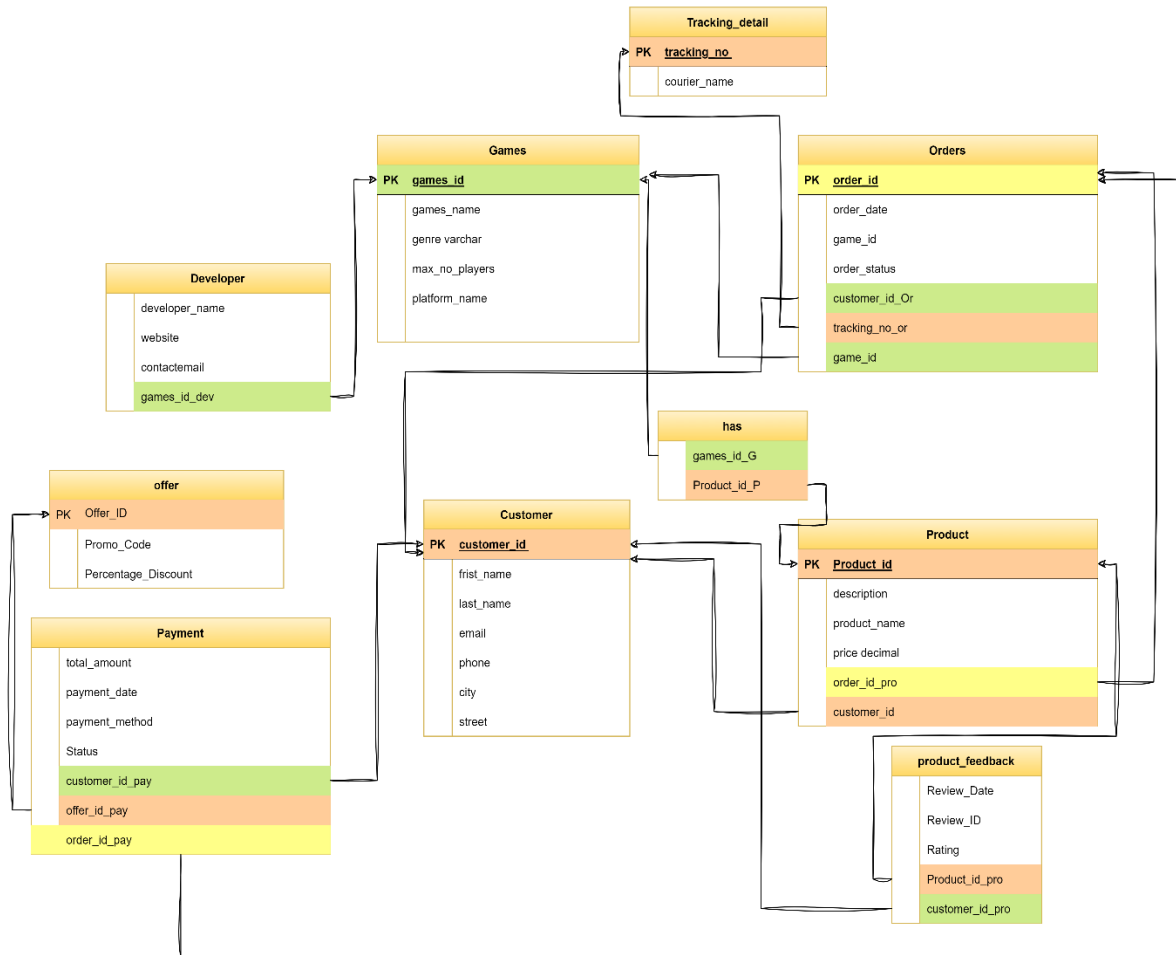 Tracking_detail
PK tracking_no
courier_name
Games
PK games_id
games_name
genre varchar
max_no_players
platform_name
Orders
PK order_id
order_date
game_id
order_status
customer_id_Or
tracking_no_or
game_id
Developer
developer_name
website
contactemail
games_id_dev
has
games_id_G
Product_id_P
offer
PK Offer_ID
Promo_Code
Percentage_Discount
Customer
PK customer_id
frist_name
last_name
email
phone
city
street
Product
PK Product_id
description
product_name
price decimal
order_id_pro
customer_id
Payment
total_amount
payment_date
payment_method
Status
customer_id_pay
offer_id_pay
order_id_pay
product_feedback
Review_Date
Review_ID
Rating
Product_id_pro
customer_id_pro